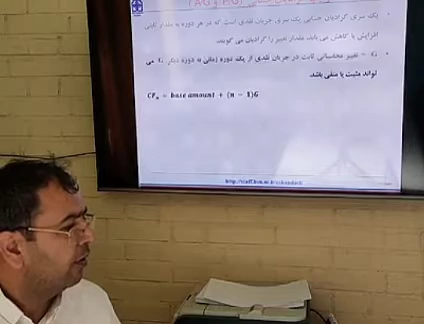 (P/G و A/G)
یک سری گرادیان حسابی یک سری جریان نقدی است که در هر دوره به مقدار ثابتی
افزایش یا کاهش می یابد. مقدار تغییر را گرادیان می گویند.
G = تغییر محاسباتی ثابت در جریان نقدی از یک دوره زمانی به دوره دیگر. G می
تواند مثبت یا منفی باشد.
CFn = base amount + (n − 1)G